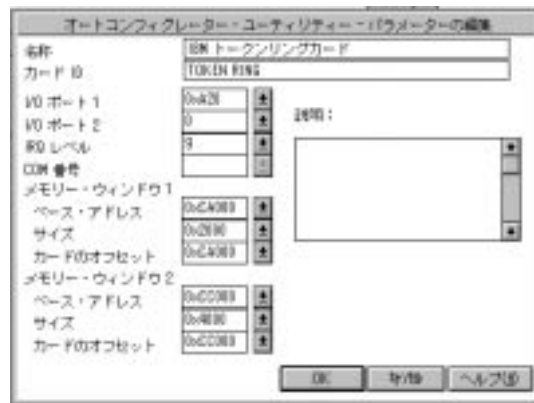 オートコンフィグレーター・ユーティリティー - パラメーターの編集
名称 IBM トークンリングカード
カード ID TOKEN RING
I/O ポート 1 0xA20
I/O ポート 2 0
IRQ レベル 9
COM 番号
説明：
メモリー・ウィンドウ1
ベース・アドレス 0xCA000
サイズ 0x2000
カードのオフセット 0xCA000
メモリー・ウィンドウ2
ベース・アドレス 0xCC000
サイズ 0x4000
カードのオフセット 0xCC000
OK ｷｬﾝｾﾙ ヘルプ(H)